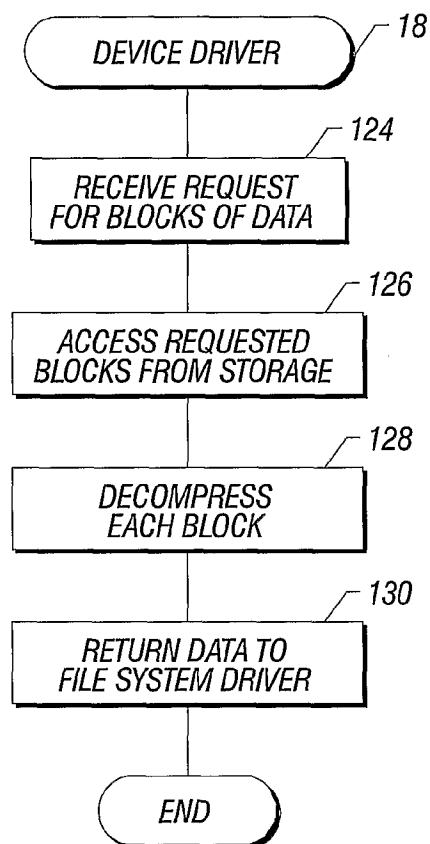 DEVICE DRIVER
18
124
RECEIVE REQUEST
FOR BLOCKS OF DATA
126
ACCESS REQUESTED
BLOCKS FROM STORAGE
128
DECOMPRESS
EACH BLOCK
130
RETURN DATA TO
FILE SYSTEM DRIVER
END